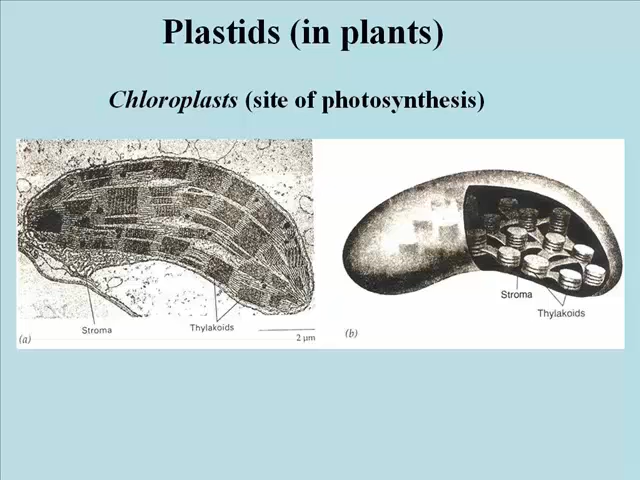 Plastids (in plants)
Chloroplasts (site of photosynthesis)
Stroma
Thylakoids
2 μm
(a)
Stroma
Thylakoids
(b)